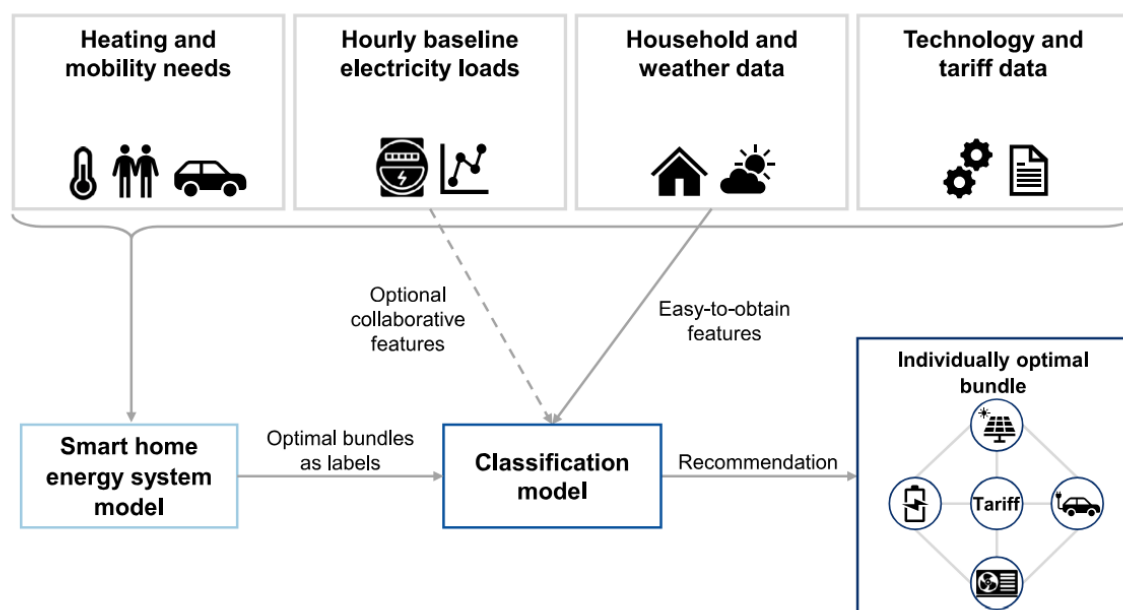 Heating and
mobility needs
Hourly baseline
electricity loads
Household and
weather data
Technology and
tariff data
Optional
collaborative
features
Easy-to-obtain
features
Smart home
energy system
model
Optimal bundles
as labels
Classification
model
Recommendation
Individually optimal
bundle
Tariff